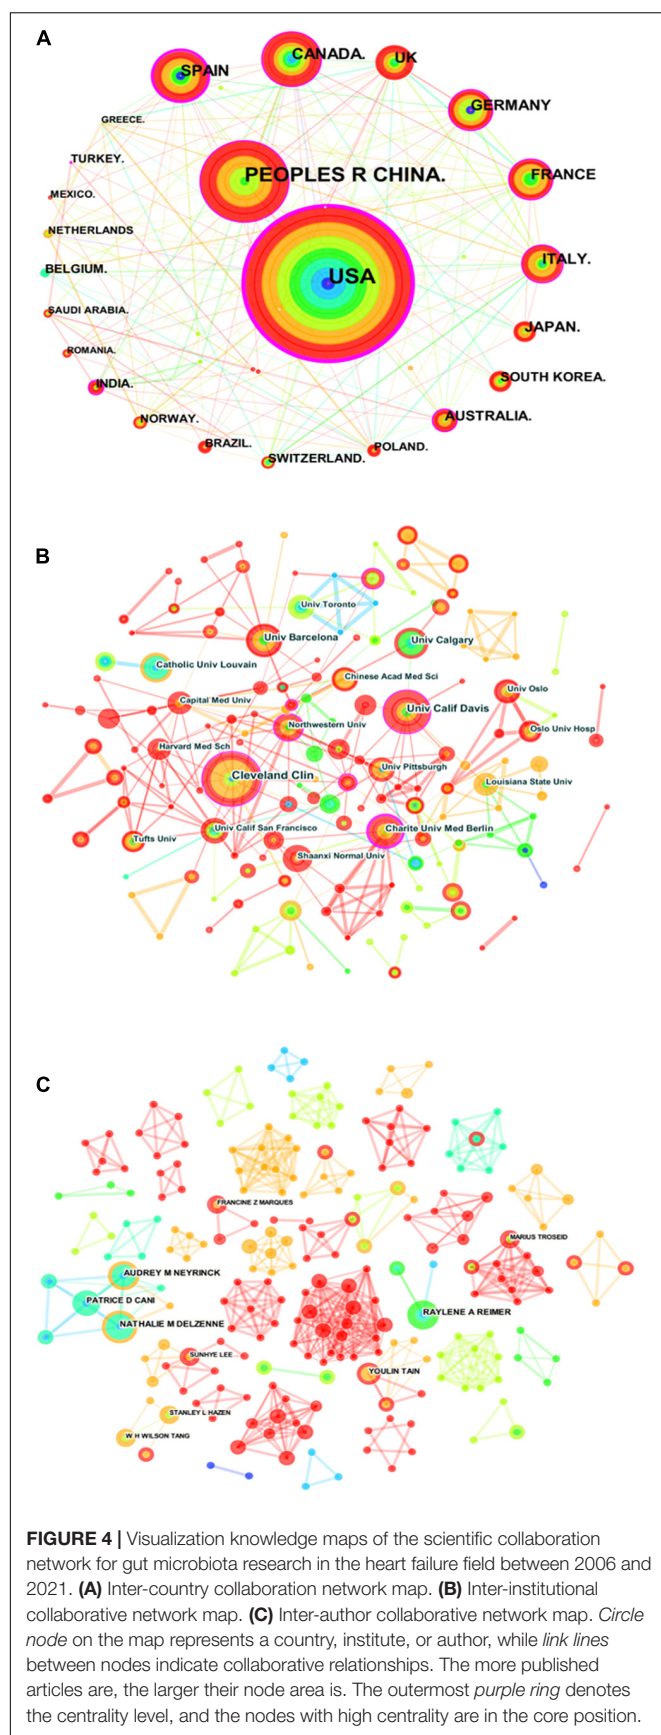 A
SPAIN
CANADA.
UK
GERMANY
GREECE.
PEOPLES R CHINA.
FRANCE
TURKEY.
MEXICO.
NETHERLANDS
ITALY.
BELGIUM.
USA
SAUDI ARABIA.
JAPAN.
ROMANIA.
SOUTH KOREA.
INDIA.
NORWAY.
AUSTRALIA.
BRAZIL.
POLAND.
SWITZERLAND.
B
Univ Toronto
Univ Barcelona
Univ Calgary
Catholic Univ Louvain
Chinese Acad Med Sci
Univ Oslo
Capital Med Univ
Univ Calif Davis
Northwestern Univ
Oslo Univ Hosp
Harvard Med Sch
Cleveland Clin
Univ Pittsburgh
Louisiana State Univ
Univ Calif San Francisco
Charite Univ Med Berlin
Tufts Univ
Shaanxi Normal Univ
C
FRANCINE Z MARQUES
MARIUS TROSEID
AUDREY M NEYRINCK
PATRICE D CANI
RAYLENE A REIMER
NATHALIE M DELZENNE
SUNHYE LEE
YOULIN TAIN
STANLEY L HAZEN
W H WILSON TANG
FIGURE 4 | Visualization knowledge maps of the scientific collaboration
network for gut microbiota research in the heart failure field between 2006 and
2021. (A) Inter-country collaboration network map. (B) Inter-institutional
collaborative network map. (C) Inter-author collaborative network map. Circle
node on the map represents a country, institute, or author, while link lines
between nodes indicate collaborative relationships. The more published
articles are, the larger their node area is. The outermost purple ring denotes
the centrality level, and the nodes with high centrality are in the core position.